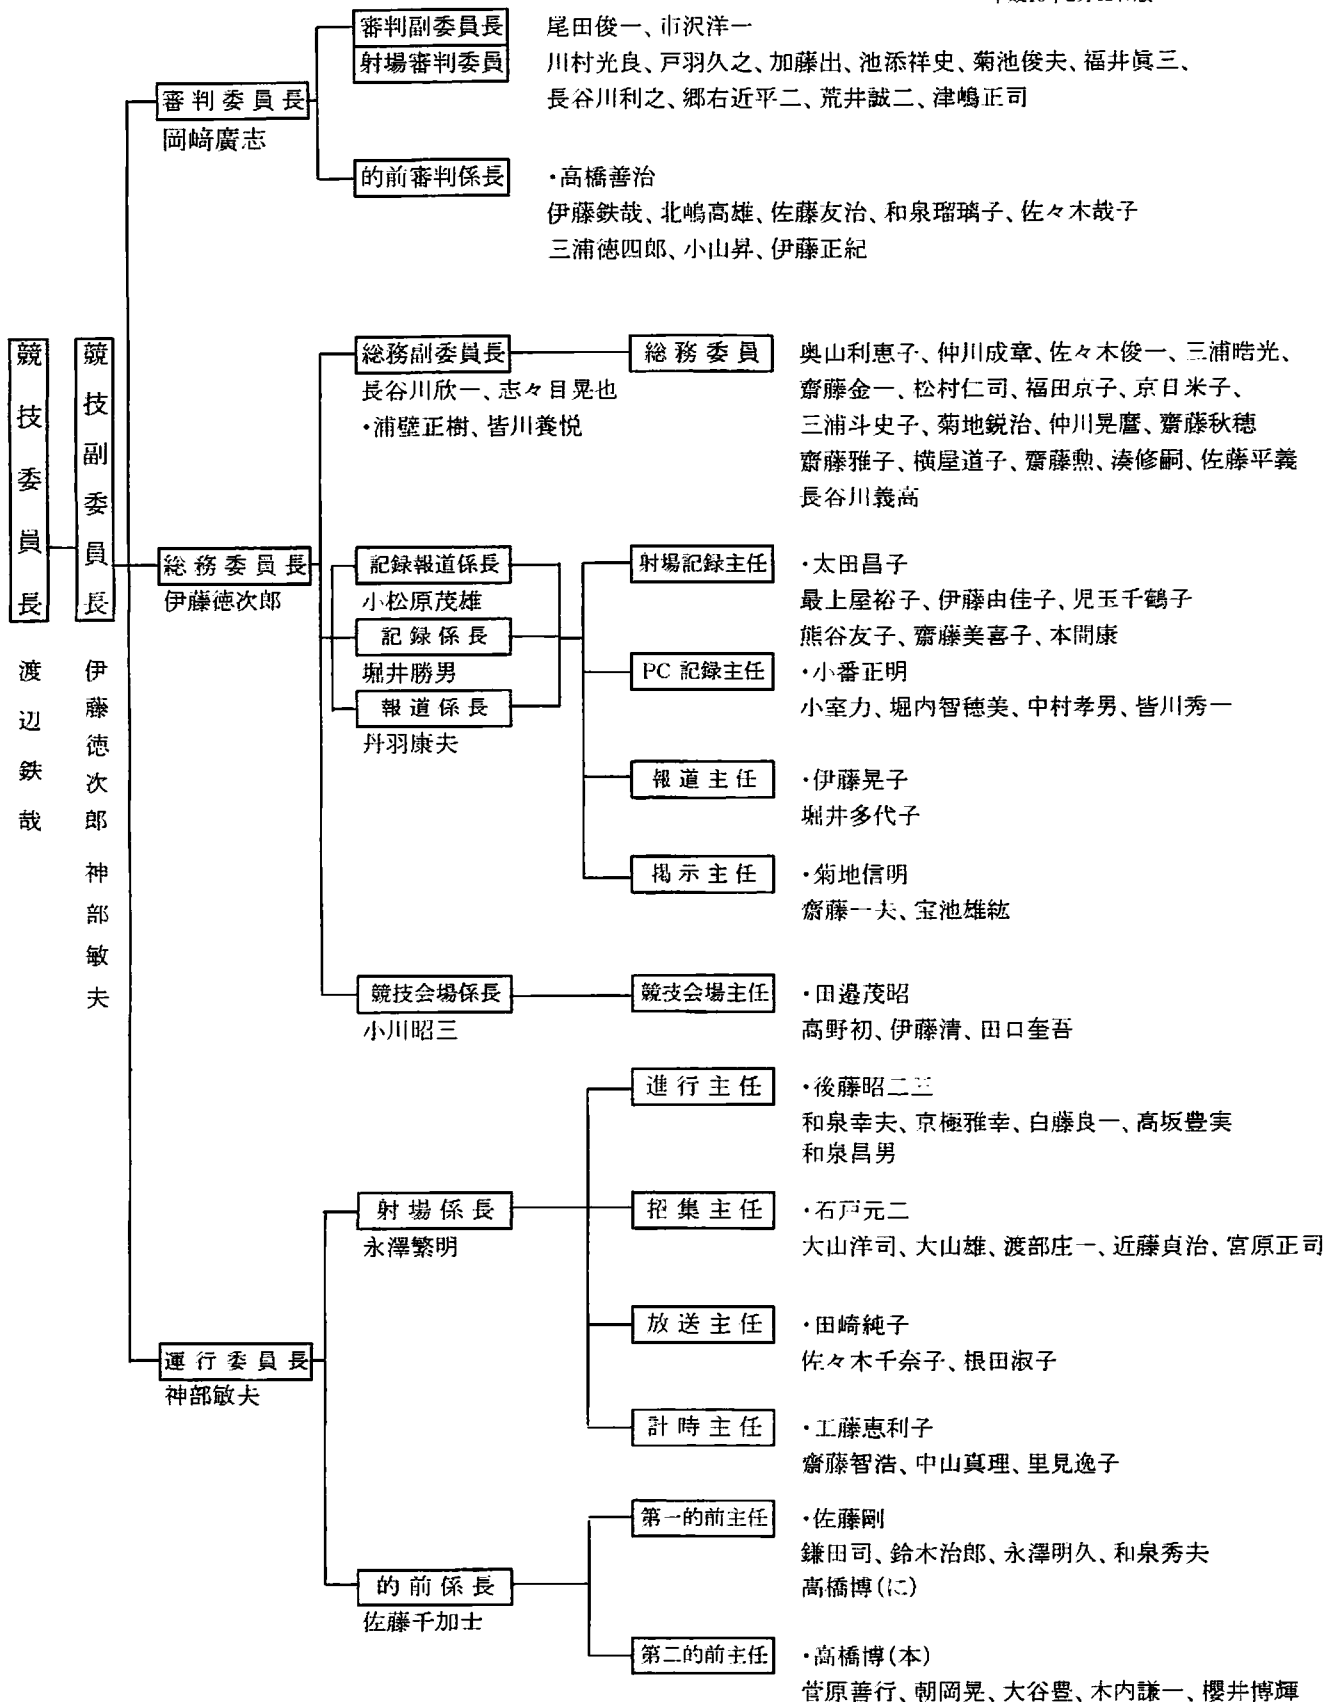 審判副委員長 尾田俊一、市沢洋一
射場審判委員 川村光良、戸羽久之、加藤出、池添祥史、菊池俊夫、福井眞三、
長谷川利之、郷右近平二、荒井誠二、津嶋正司
審判委員長
岡﨑廣志
的前審判係長 ・高橋善治
伊藤鉄哉、北嶋高雄、佐藤友治、和泉瑠璃子、佐々木哉子
三浦徳四郎、小山昇、伊藤正紀
競技委員長 渡辺鉄哉
競技副委員長 伊藤徳次郎 神部敏夫
総務委員長
伊藤徳次郎
総務副委員長
長谷川欣一、志々目晃也
・浦壁正樹、皆川養悦
総務委員 奥山利恵子、仲川成章、佐々木俊一、三浦晧光、
齋藤金一、松村仁司、福田京子、京日米子、
三浦斗史子、菊地鋭治、仲川晃麿、齋藤秋穂
齋藤雅子、横屋道子、齋藤勲、湊修嗣、佐藤平義
長谷川義高
記録報道係長
小松原茂雄
記録係長
堀井勝男
報道係長
丹羽康夫
射場記録主任 ・太田昌子
最上屋裕子、伊藤由佳子、児玉千鶴子
熊谷友子、齋藤美喜子、本間康
PC 記録主任 ・小番正明
小室力、堀内智穂美、中村孝男、皆川秀一
報道主任 ・伊藤晃子
堀井多代子
掲示主任 ・菊地信明
齋藤一夫、宝池雄紘
競技会場係長
小川昭三
競技会場主任 ・田邉茂昭
高野初、伊藤清、田口奎吾
運行委員長
神部敏夫
射場係長
永澤繁明
進行主任 ・後藤昭二三
和泉幸夫、京極雅幸、白藤良一、高坂豊実
和泉昌男
招集主任 ・石戸元二
大山洋司、大山雄、渡部庄一、近藤貞治、宮原正司
放送主任 ・田崎純子
佐々木千奈子、根田淑子
計時主任 ・工藤恵利子
齋藤智浩、中山真理、里見逸子
的前係長
佐藤千加士
第一的前主任 ・佐藤剛
鎌田司、鈴木治郎、永澤明久、和泉秀夫
高橋博(に)
第二的前主任 ・高橋博(本)
菅原善行、朝岡晃、大谷豊、木内謙一、櫻井博輝